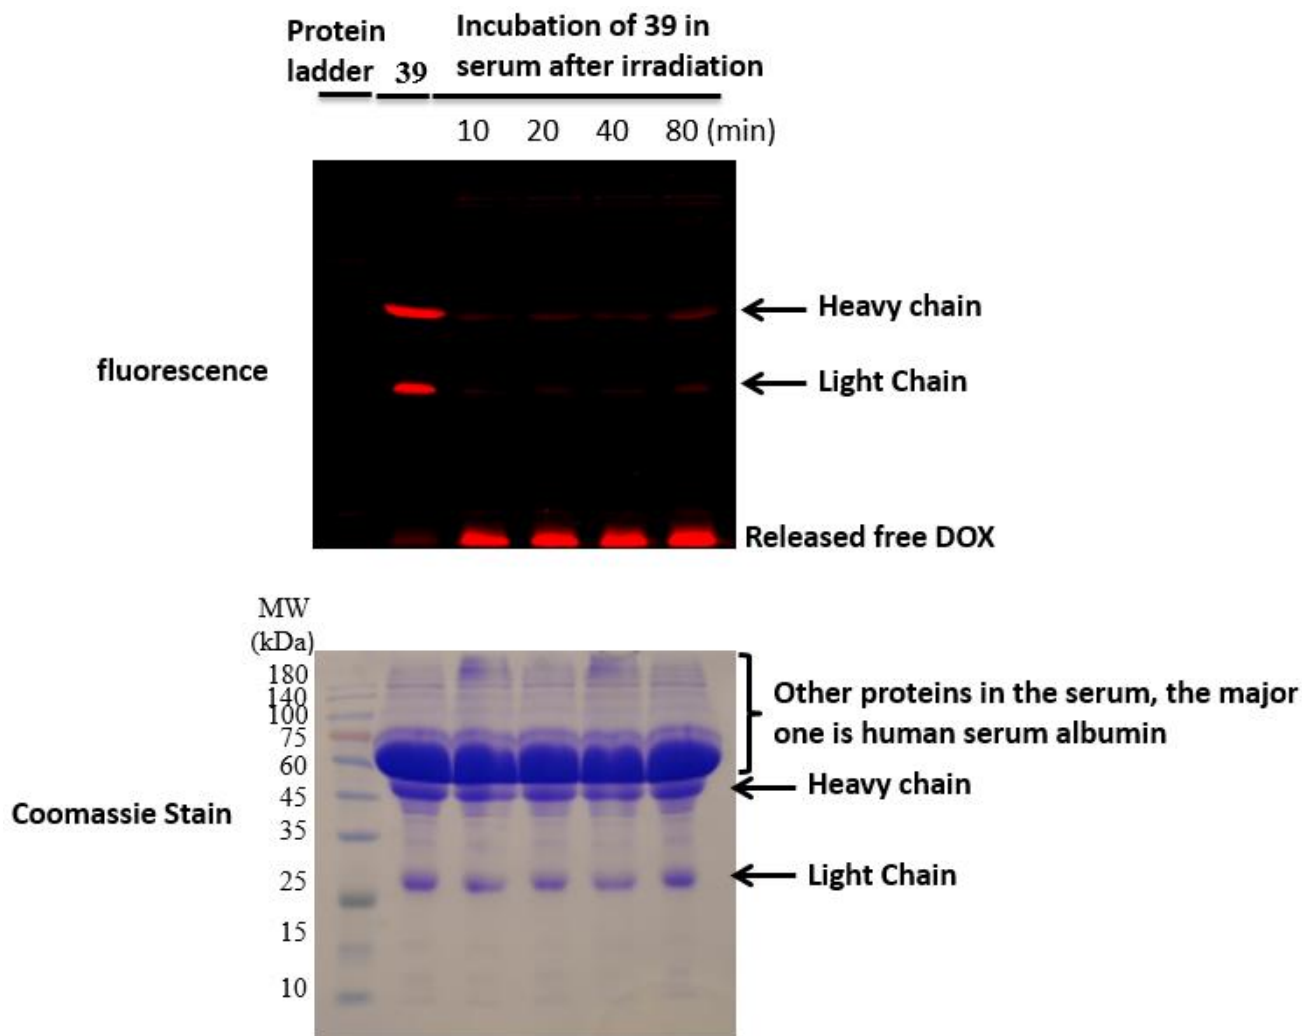 Protein
ladder
39
Incubation of 39 in
serum after irradiation
10 20 40 80 (min)
fluorescence
Heavy chain
Light Chain
Released free DOX
MW
(kDa)
180
140
100
75
60
45
35
25
15
10
Coomassie Stain
Other proteins in the serum, the major
one is human serum albumin
Heavy chain
Light Chain